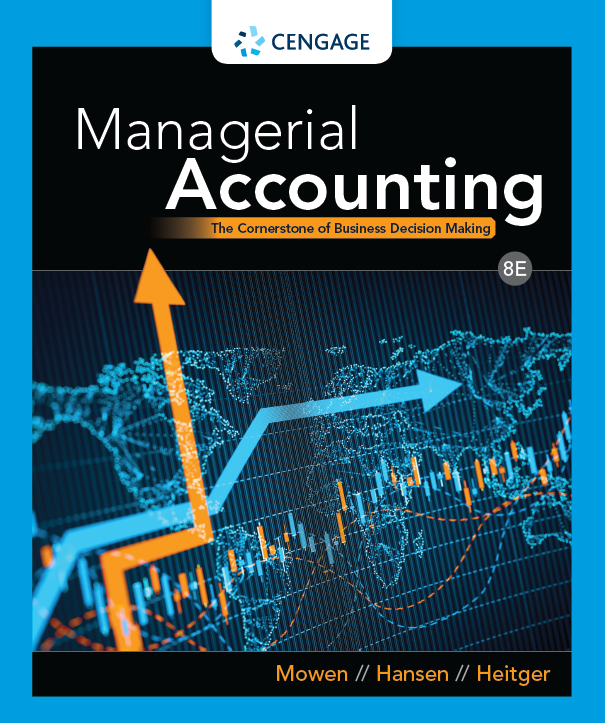 CENGAGE
Managerial
Accounting
The Cornerstone of Business Decision Making
8E
Mowen // Hansen // Heitger